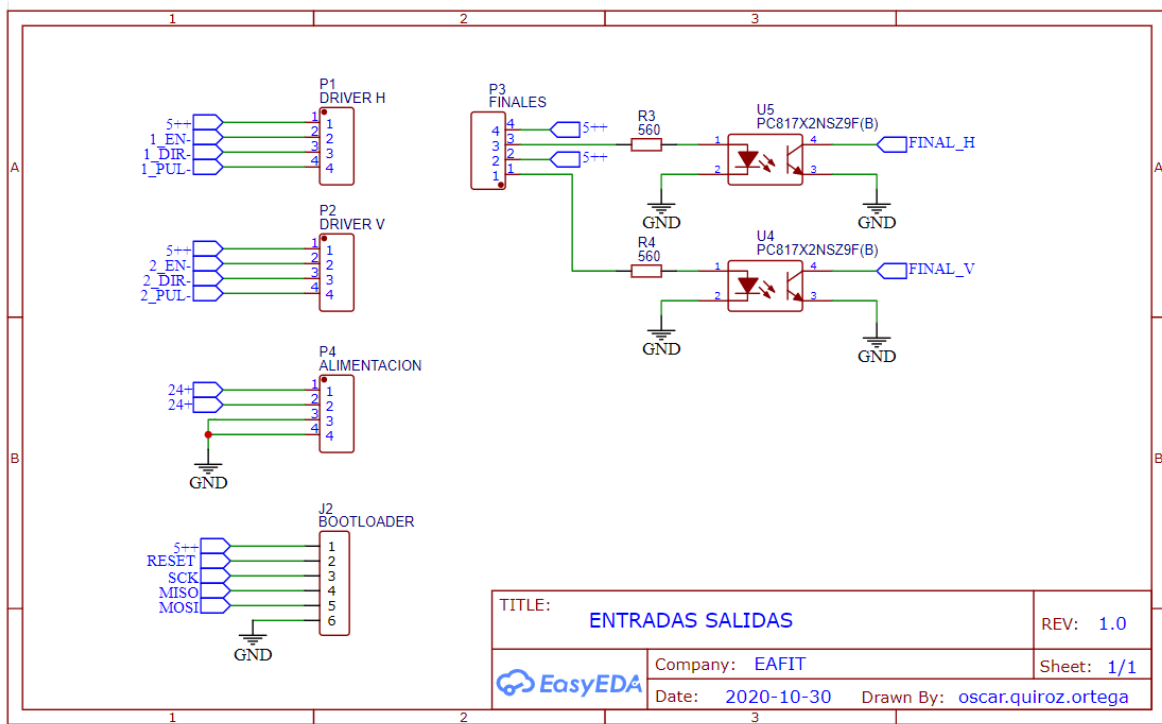 1 2 3
A A
B B
P1
DRIVER H
5++ 1 1
1_EN- 2 2
1_DIR- 3 3
1_PUL- 4 4
P2
DRIVER V
5++ 1 1
2_EN- 2 2
2_DIR- 3 3
2_PUL- 4 4
P4
ALIMENTACION
24+ 1 1
24+ 2 2
3 3
4 4
GND
J2
BOOTLOADER
5++ 1
RESET 2
SCK 3
MISO 4
MOSI 5
6
GND
P3
FINALES
4 4 5++
3 3
2 2 5++
1 1
R3
560
U5
PC817X2NSZ9F(B)
1 4 FINAL_H
2 3
GND GND
R4
560
U4
PC817X2NSZ9F(B)
1 4 FINAL_V
2 3
GND GND
TITLE:
ENTRADAS SALIDAS
REV: 1.0
EasyEDA
Company: EAFIT
Sheet: 1/1
Date: 2020-10-30 Drawn By: oscar.quiroz.ortega
1 2 3